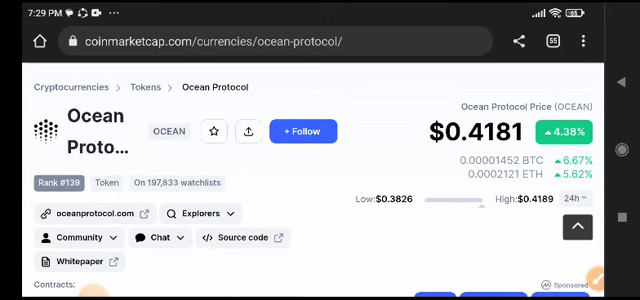 7:29 PM
63
coinmarketcap.com/currencies/ocean-protocol/
55
Cryptocurrencies > Tokens > Ocean Protocol
Ocean Protocol Price (OCEAN)
Ocean
Proto...
OCEAN
+ Follow
$0.4181
4.38%
0.00001452 BTC 6.67%
0.0002121 ETH 5.62%
Rank #139
Token
On 197,833 watchlists
Low:$0.3826
High:$0.4189
24h
oceanprotocol.com
Explorers
Community
Chat
Source code
Whitepaper
Contracts:
Sponsored